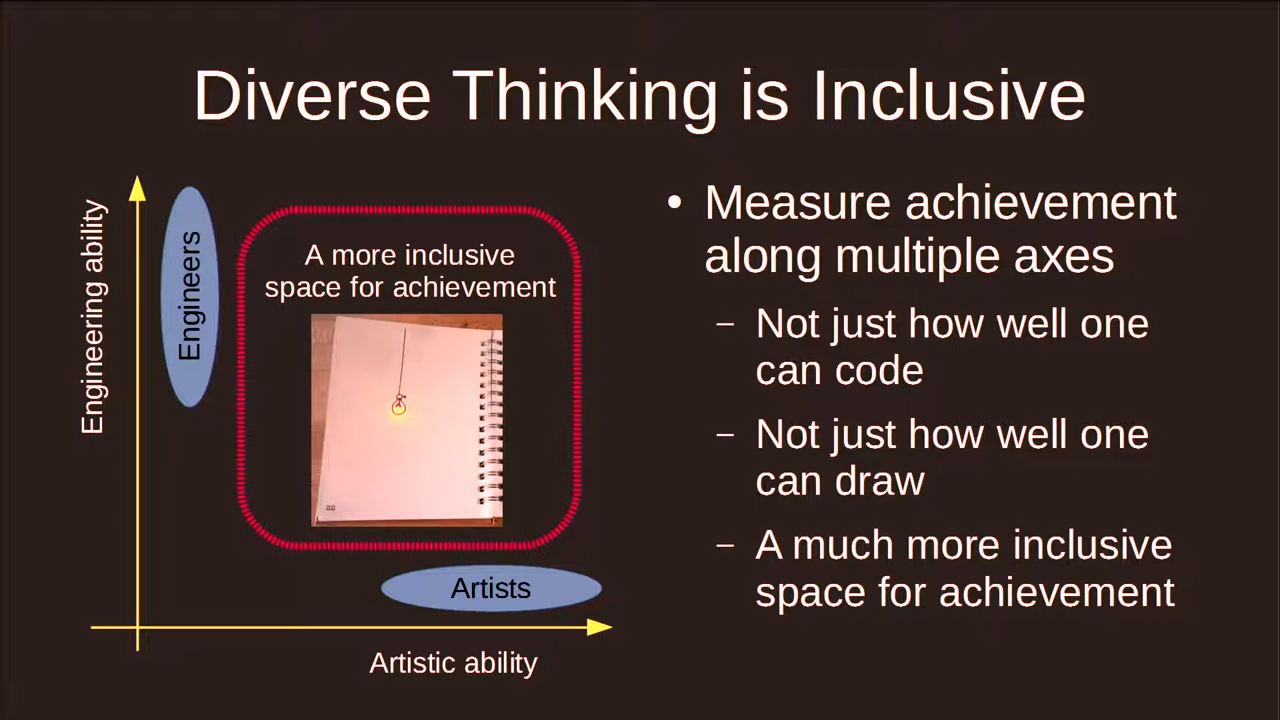 Diverse Thinking is Inclusive
Engineering ability
Engineers
A more inclusive
space for achievement
Artists
Artistic ability
• Measure achievement
along multiple axes
– Not just how well one
can code
– Not just how well one
can draw
– A much more inclusive
space for achievement